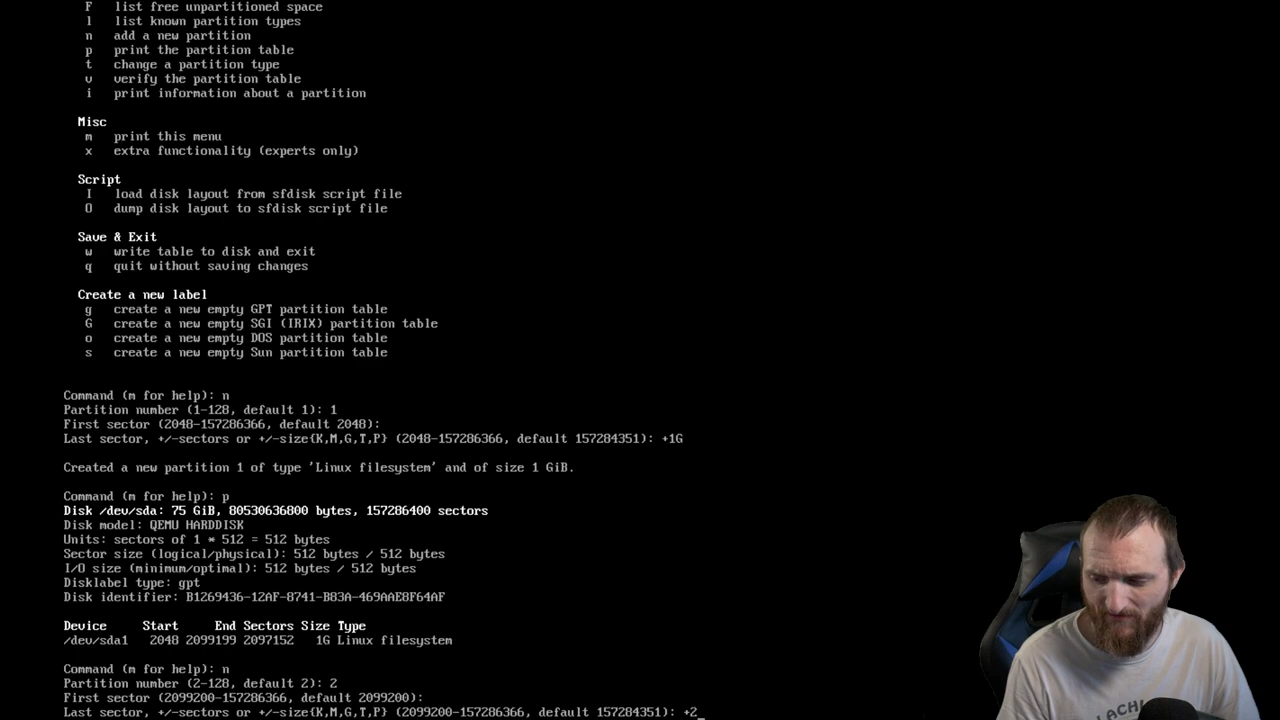 F   list free unpartitioned space
l   list known partition types
n   add a new partition
p   print the partition table
t   change a partition type
v   verify the partition table
i   print information about a partition
Misc
m   print this menu
x   extra functionality (experts only)
Script
I   load disk layout from sfdisk script file
O   dump disk layout to sfdisk script file
Save & Exit
w   write table to disk and exit
q   quit without saving changes
Create a new label
g   create a new empty GPT partition table
G   create a new empty SGI (IRIX) partition table
o   create a new empty DOS partition table
s   create a new empty Sun partition table
Command (m for help): n
Partition number (1-128, default 1): 1
First sector (2048-157286366, default 2048):
Last sector, +/-sectors or +/-size{K,M,G,T,P} (2048-157286366, default 157284351): +1G
Created a new partition 1 of type 'Linux filesystem' and of size 1 GiB.
Command (m for help): p
Disk /dev/sda: 75 GiB, 80530636800 bytes, 157286400 sectors
Disk model: QEMU HARDDISK
Units: sectors of 1 * 512 = 512 bytes
Sector size (logical/physical): 512 bytes / 512 bytes
I/O size (minimum/optimal): 512 bytes / 512 bytes
Disklabel type: gpt
Disk identifier: B1269436-12AF-8741-B83A-469AAE8F64AF
Device     Start     End Sectors Size Type
/dev/sda1   2048 2099199 2097152   1G Linux filesystem
Command (m for help): n
Partition number (2-128, default 2): 2
First sector (2099200-157286366, default 2099200):
Last sector, +/-sectors or +/-size{K,M,G,T,P} (2099200-157286366, default 157284351): +2_